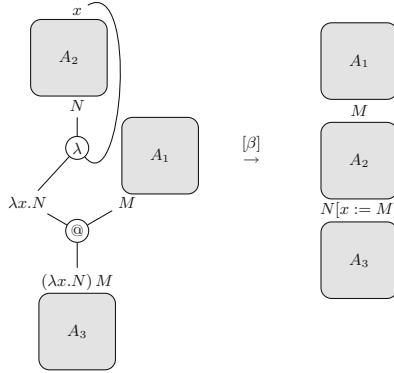 x
A₂
N
λ
A₁
λx.N
M
@
(λx.N) M
A₃
[β]
→
A₁
M
A₂
N[x := M
A₃